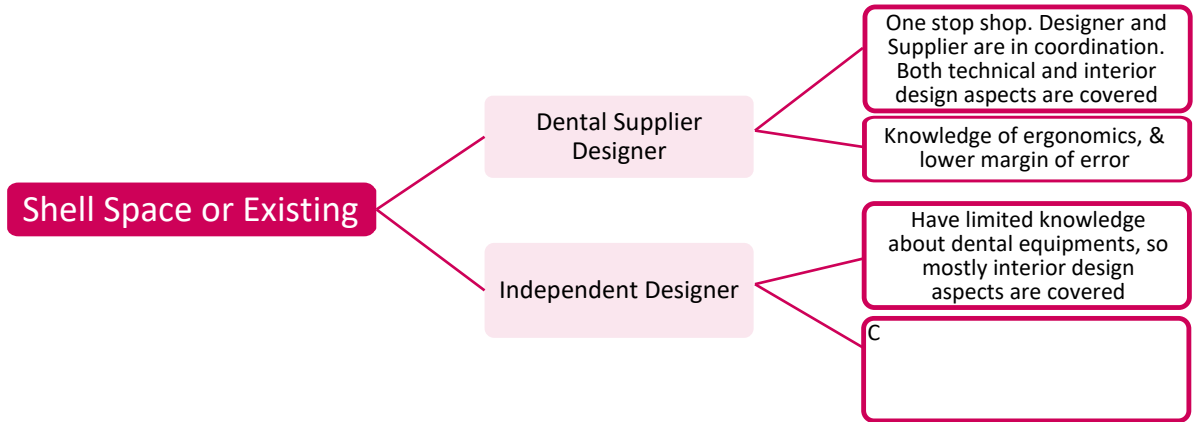 Shell Space or Existing
Dental Supplier
Designer
One stop shop. Designer and
Supplier are in coordination.
Both technical and interior
design aspects are covered
Knowledge of ergonomics, &
lower margin of error
Independent Designer
Have limited knowledge
about dental equipments, so
mostly interior design
aspects are covered
C